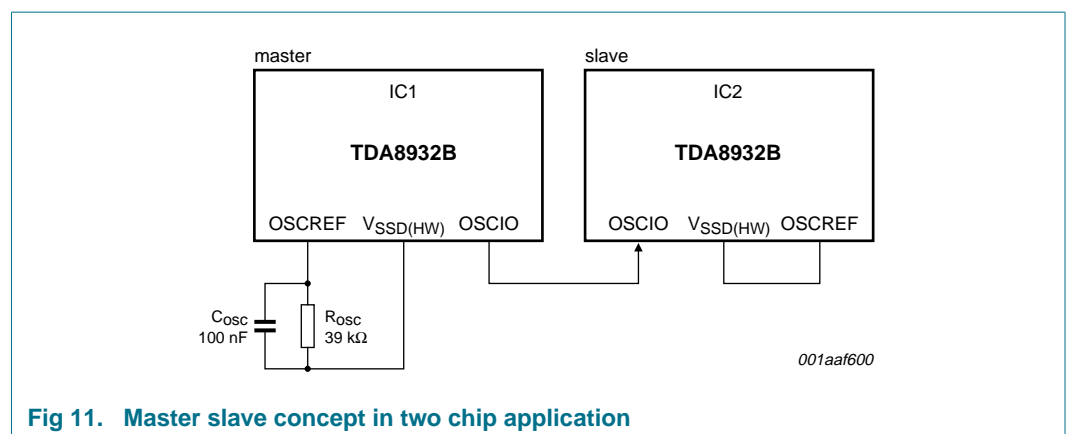 master
slave
IC1
IC2
TDA8932B
TDA8932B
OSCREF VSSD(HW) OSCIO
OSCIO VSSD(HW) OSCREF
Cosc
100 nF
Rosc
39 kΩ
001aaf600
Fig 11. Master slave concept in two chip application